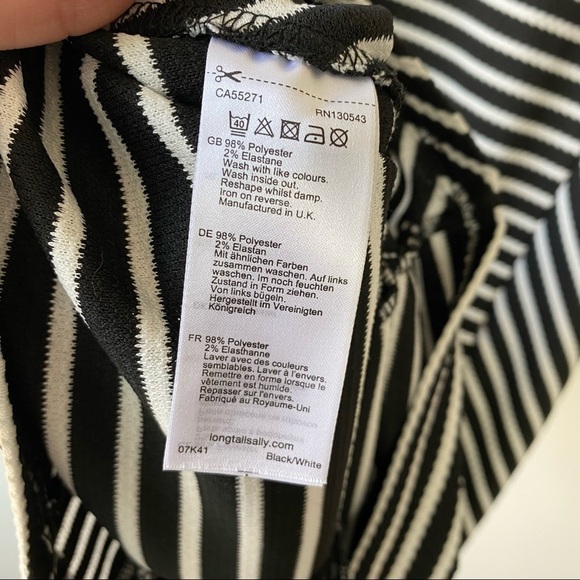 CA55271 RN130543
40
GB 98% Polyester
2% Elastane
Wash with like colours.
Wash inside out.
Reshape whilst damp.
Iron on reverse.
Manufactured in U.K.
DE 98% Polyester
2% Elastan
Mit ähnlichen Farben
zusammen waschen. Auf links
waschen. Im noch feuchten
Zustand in Form ziehen.
Von links bügeln.
Hergestellt im Vereinigten
Königreich
FR 98% Polyester
2% Elasthanne
Laver avec des couleurs
semblables. Laver à l'envers.
Remettre en forme lorsque le
vêtement est humide.
Repasser sur l'envers.
Fabriqué au Royaume-Uni
longtallsally.com
07K41 Black/White